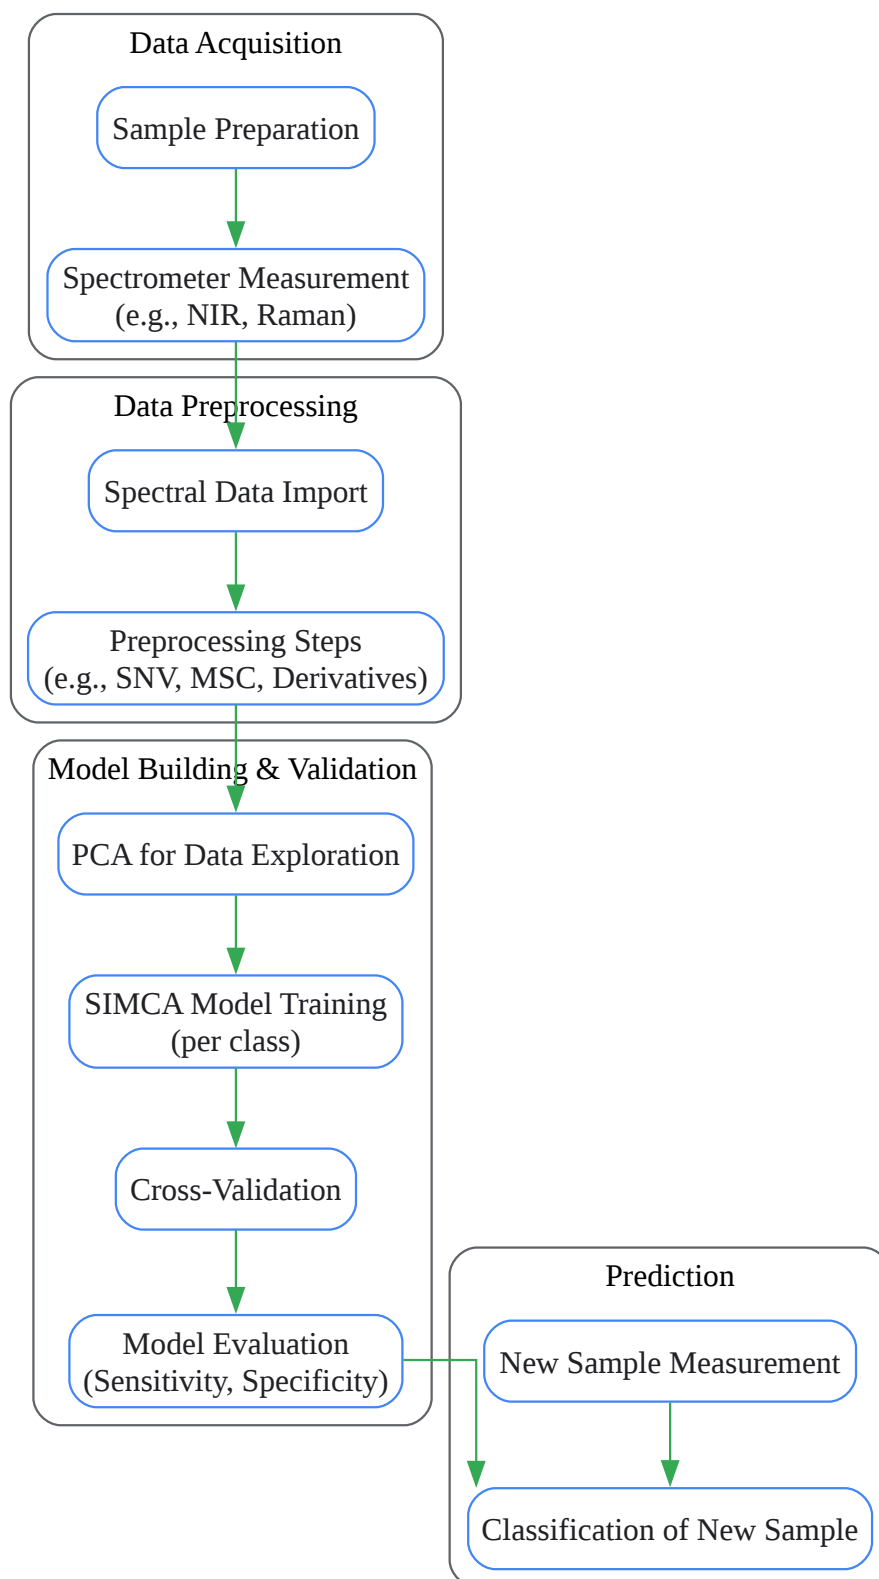 Data Acquisition
Sample Preparation
Spectrometer Measurement
(e.g., NIR, Raman)
Data Preprocessing
Spectral Data Import
Preprocessing Steps
(e.g., SNV, MSC, Derivatives)
Model Building & Validation
PCA for Data Exploration
SIMCA Model Training
(per class)
Cross-Validation
Model Evaluation
(Sensitivity, Specificity)
Prediction
New Sample Measurement
Classification of New Sample